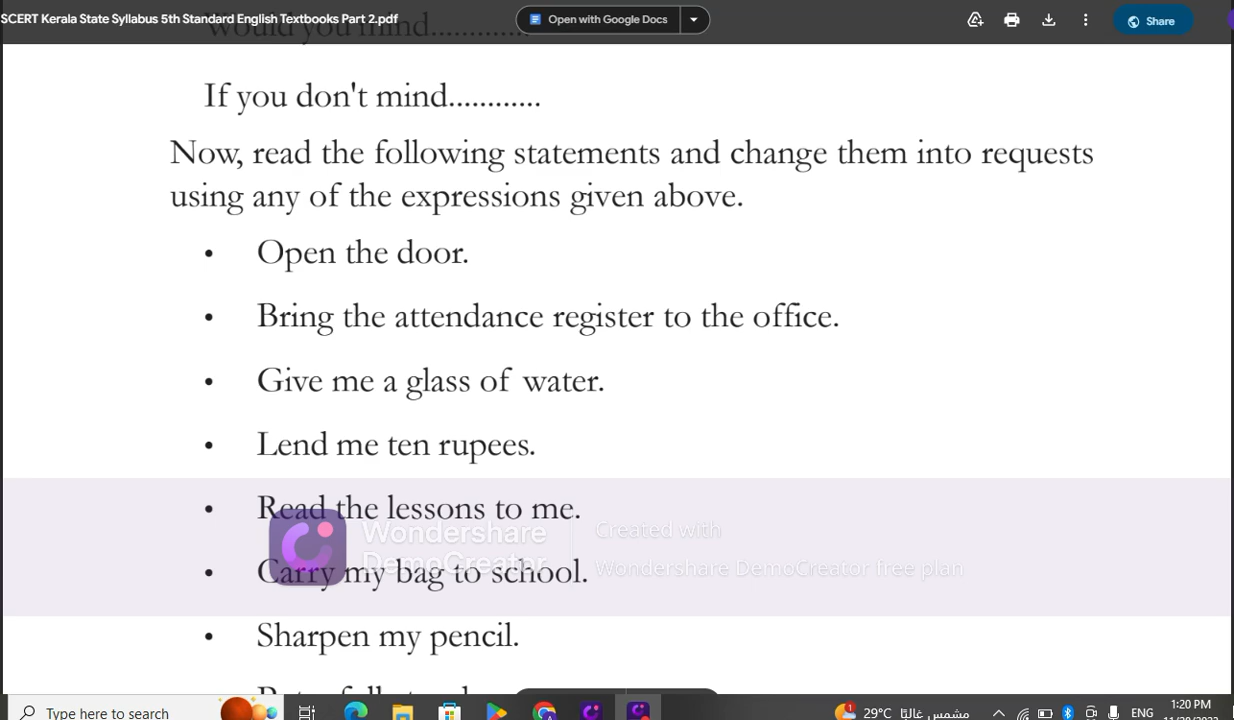 SCERT Kerala State Syllabus 5th Standard English Textbooks Part 2.pdf
Open with Google Docs
Share
Would you mind............
If you don't mind............
Now, read the following statements and change them into requests
using any of the expressions given above.
• Open the door.
• Bring the attendance register to the office.
• Give me a glass of water.
• Lend me ten rupees.
• Read the lessons to me.
Wondershare DemoCreator
Created with
Wondershare DemoCreator free plan
• Carry my bag to school.
• Sharpen my pencil.
Type here to search
1
29°C مشمس غالبًا
ENG
1:20 PM